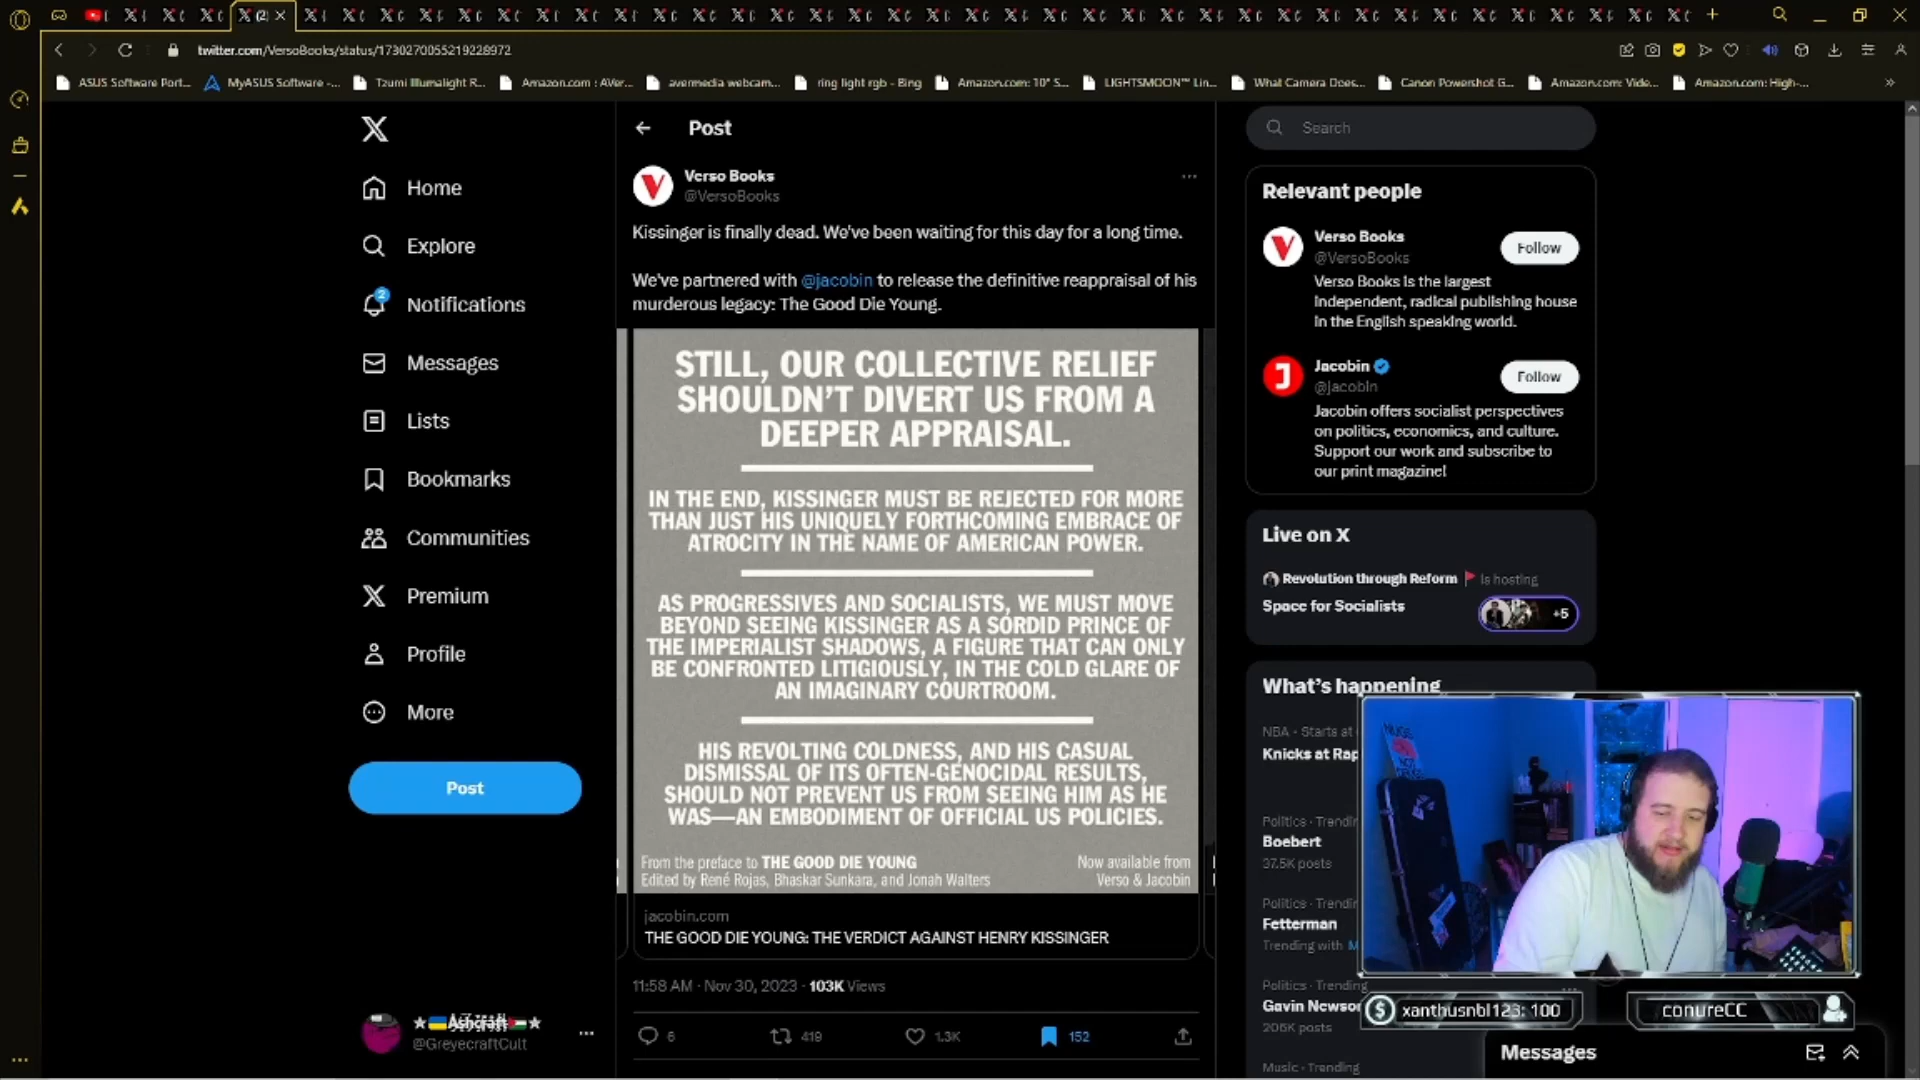 twitter.com/VersoBooks/status/1730270055219228972
ASUS Software Port...
MyASUS Software -...
Tzumi Illumalight R...
Amazon.com : AVer...
avermedia webcam...
ring light rgb - Bing
Amazon.com: 10" S...
LIGHTSMOON™ Lin...
What Camera Does...
Canon Powershot G...
Amazon.com: Vide...
Amazon.com: High-...
Home
Explore
2
Notifications
Messages
Lists
Bookmarks
Communities
Premium
Profile
More
Post
Ashcraft
@GreyecraftCult
Post
Verso Books
@VersoBooks
Kissinger is finally dead. We've been waiting for this day for a long time.
We've partnered with @jacobin to release the definitive reappraisal of his
murderous legacy: The Good Die Young.
STILL, OUR COLLECTIVE RELIEF
SHOULDN'T DIVERT US FROM A
DEEPER APPRAISAL.
IN THE END, KISSINGER MUST BE REJECTED FOR MORE
THAN JUST HIS UNIQUELY FORTHCOMING EMBRACE OF
ATROCITY IN THE NAME OF AMERICAN POWER.
AS PROGRESSIVES AND SOCIALISTS, WE MUST MOVE
BEYOND SEEING KISSINGER AS A SORDID PRINCE OF
THE IMPERIALIST SHADOWS, A FIGURE THAT CAN ONLY
BE CONFRONTED LITIGIOUSLY, IN THE COLD GLARE OF
AN IMAGINARY COURTROOM.
HIS REVOLTING COLDNESS, AND HIS CASUAL
DISMISSAL OF ITS OFTEN-GENOCIDAL RESULTS,
SHOULD NOT PREVENT US FROM SEEING HIM AS HE
WAS—AN EMBODIMENT OF OFFICIAL US POLICIES.
From the preface to THE GOOD DIE YOUNG
Edited by René Rojas, Bhaskar Sunkara, and Jonah Walters
Now available from
Verso & Jacobin
jacobin.com
THE GOOD DIE YOUNG: THE VERDICT AGAINST HENRY KISSINGER
11:58 AM · Nov 30, 2023 · 103K Views
6
419
1.3K
152
Search
Relevant people
Verso Books
@VersoBooks
Follow
Verso Books is the largest
independent, radical publishing house
in the English speaking world.
Jacobin
@jacobin
Follow
Jacobin offers socialist perspectives
on politics, economics, and culture.
Support our work and subscribe to
our print magazine!
Live on X
Revolution through Reform is hosting
Space for Socialists
+5
What's happening
NBA · Starts at
Knicks at Rap
Politics · Trendin
Boebert
37.5K posts
Politics · Trendin
Fetterman
Trending with
Politics · Trending
Gavin Newsor
206K posts
Music · Trending
xanthusnbl123: 100
conureCC
Messages